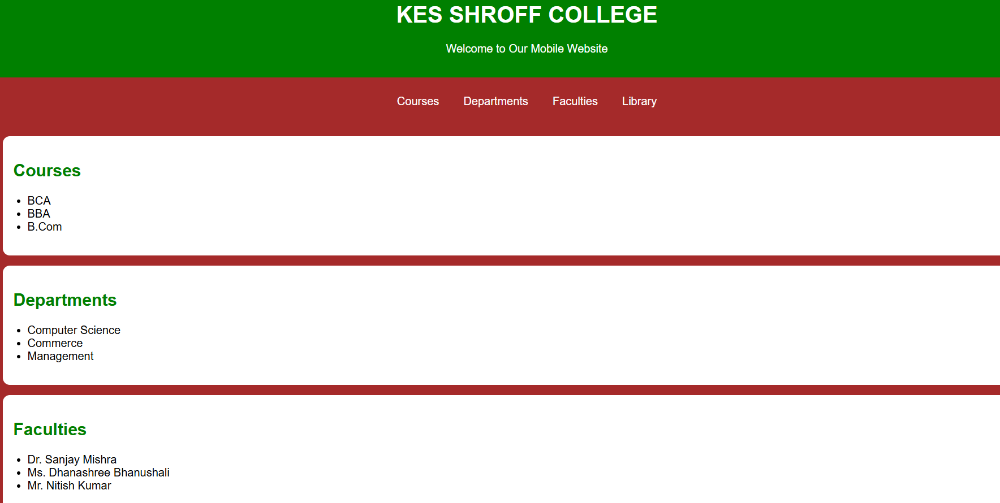 KES SHROFF COLLEGE
Welcome to Our Mobile Website
Courses Departments Faculties Library
Courses
• BCA
• BBA
• B.Com
Departments
• Computer Science
• Commerce
• Management
Faculties
• Dr. Sanjay Mishra
• Ms. Dhanashree Bhanushali
• Mr. Nitish Kumar